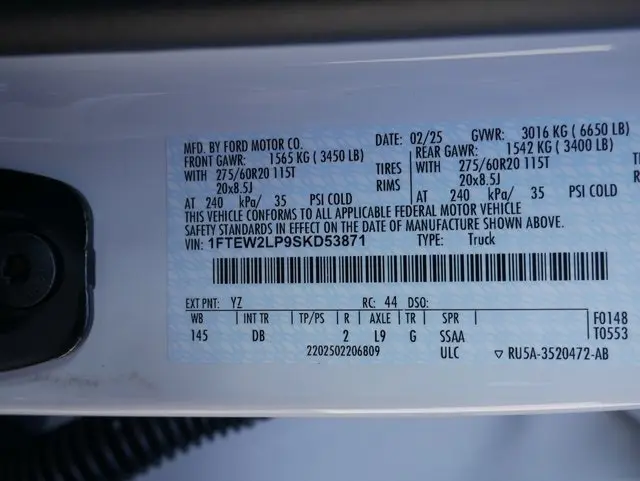 MFD. BY FORD MOTOR CO. DATE: 02/25 GVWR: 3016 KG ( 6650 LB)
FRONT GAWR: 1565 KG ( 3450 LB) REAR GAWR: 1542 KG ( 3400 LB)
WITH 275/60R20 115T TIRES WITH 275/60R20 115T TIRES
20x8.5J RIMS 20x8.5J RIMS
AT 240 kPa/ 35 PSI COLD AT 240 kPa/ 35 PSI COLD
THIS VEHICLE CONFORMS TO ALL APPLICABLE FEDERAL MOTOR VEHICLE
SAFETY STANDARDS IN EFFECT ON THE DATE OF MANUFACTURE SHOWN ABOVE.
VIN: 1FTEW2LP9SKD53871 TYPE: Truck
EXT PNT: YZ RC: 44 DSO:
WB INT TR TP/PS R AXLE TR SPR F0148
145 DB 2 L9 G SSAA T0553
2202502206809 ULC ▽ RU5A-3520472-AB